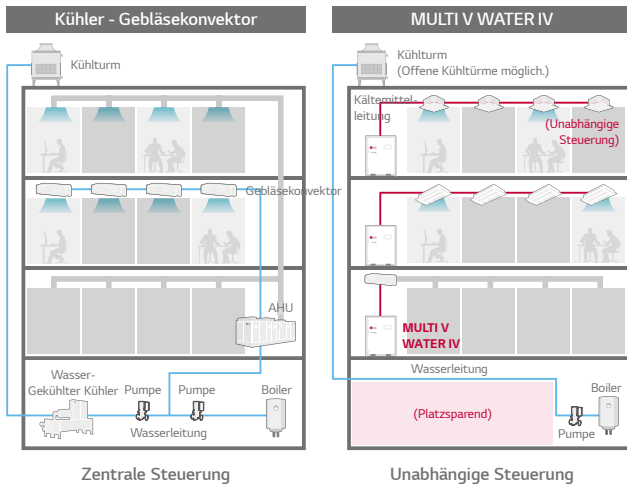 Kühler - Gebläsekonvektor
Kühlturm
Gebläsekonvektor
AHU
Wasser-
Gekühlter Kühler
Pumpe
Pumpe
Boiler
Wasserleitung
Zentrale Steuerung
MULTI V WATER IV
Kühlturm
(Offene Kühltürme möglich.)
Kältemittel-
leitung
(Unabhängige
Steuerung)
MULTI V
WATER IV
Wasserleitung
Boiler
(Platzsparend)
Pumpe
Unabhängige Steuerung